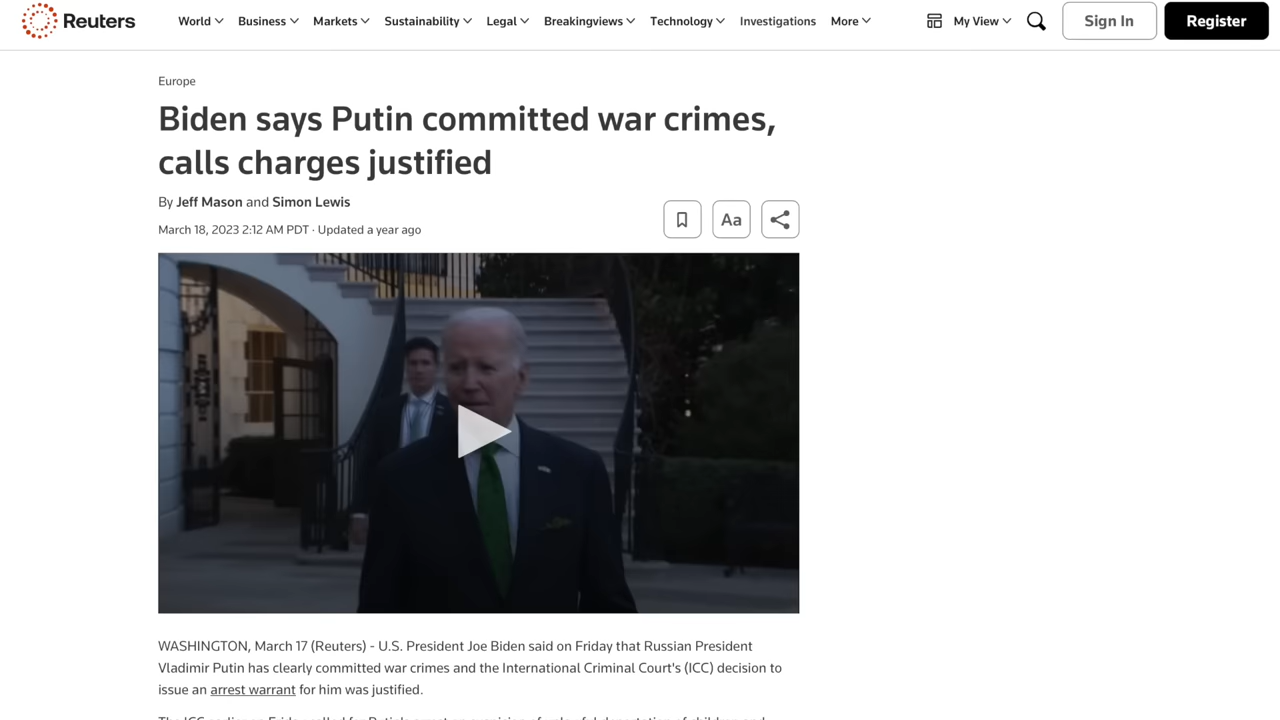 Reuters
World Business Markets Sustainability Legal Breakingviews Technology Investigations More My View Sign In Register
Europe
Biden says Putin committed war crimes,
calls charges justified
By Jeff Mason and Simon Lewis
March 18, 2023 2:12 AM PDT · Updated a year ago
Aa
WASHINGTON, March 17 (Reuters) - U.S. President Joe Biden said on Friday that Russian President
Vladimir Putin has clearly committed war crimes and the International Criminal Court's (ICC) decision to
issue an arrest warrant for him was justified.